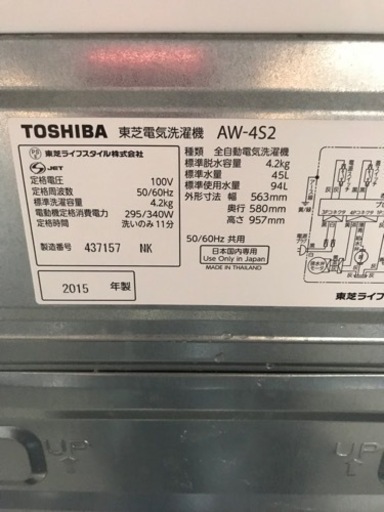 TOSHIBA 東芝電気洗濯機 AW-4S2
東芝ライフスタイル株式会社
JET
定格電圧 100V
定格周波数 50/60Hz
標準洗濯容量 4.2kg
電動機定格消費電力 295/340W
定格時間 洗いのみ 11分
製造番号 437157 NK
2015 年製
種類 全自動電気洗濯機
標準脱水容量 4.2kg
標準水量 45L
標準使用水量 94L
外形寸法 幅 563mm
奥行 580mm
高さ 957mm
50/60Hz 共用
日本国内専用
Use Only in Japan
MADE IN THAILAND
東芝ライフ
UP
UP